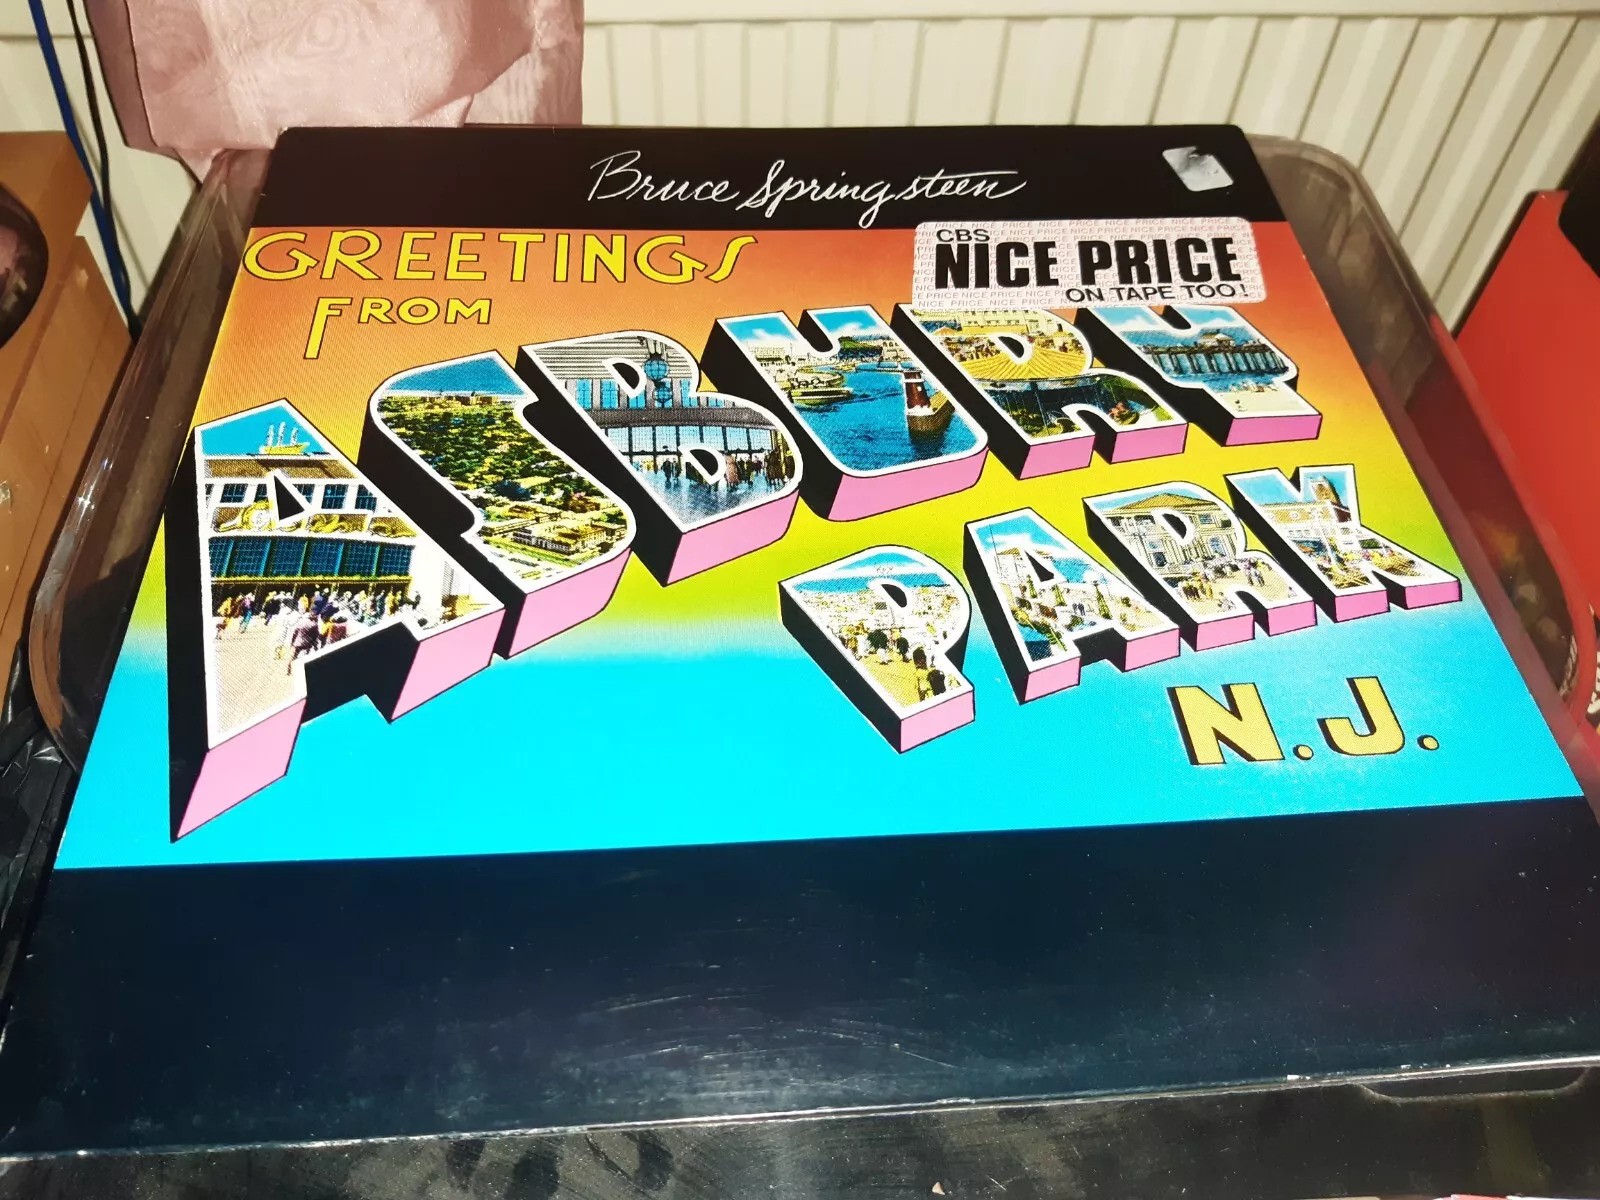 Bruce Springsteen
GREETINGS
FROM
CBS
NICE PRICE
ON TAPE TOO!
ASBURY
PARK
N.J.